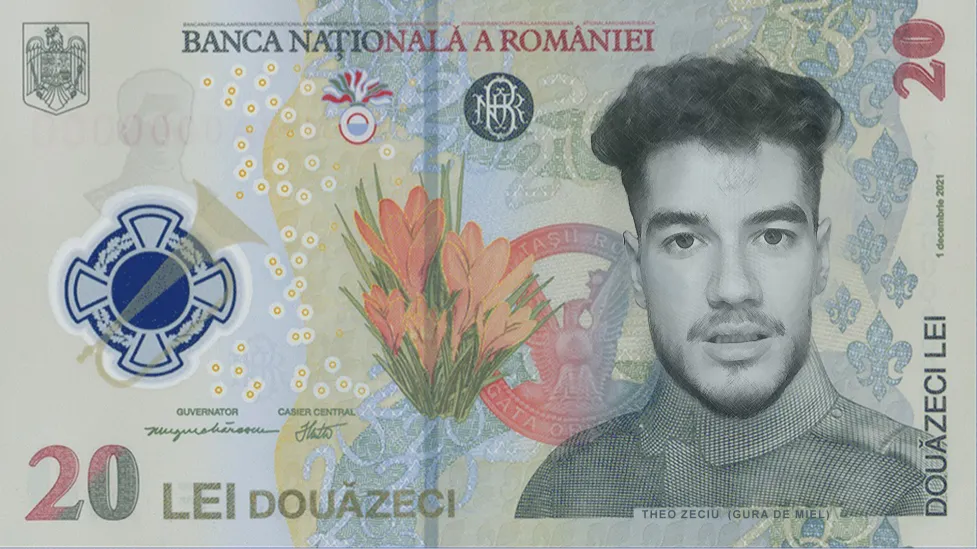 BANCA NAȚIONALĂ A ROMÂNIEI
20
1 decembrie 2021
GUVERNATOR CASIER CENTRAL
20 LEI DOUĂZECI
DOUĂZECI LEI
THEO ZECIU (GURA DE MIEL)